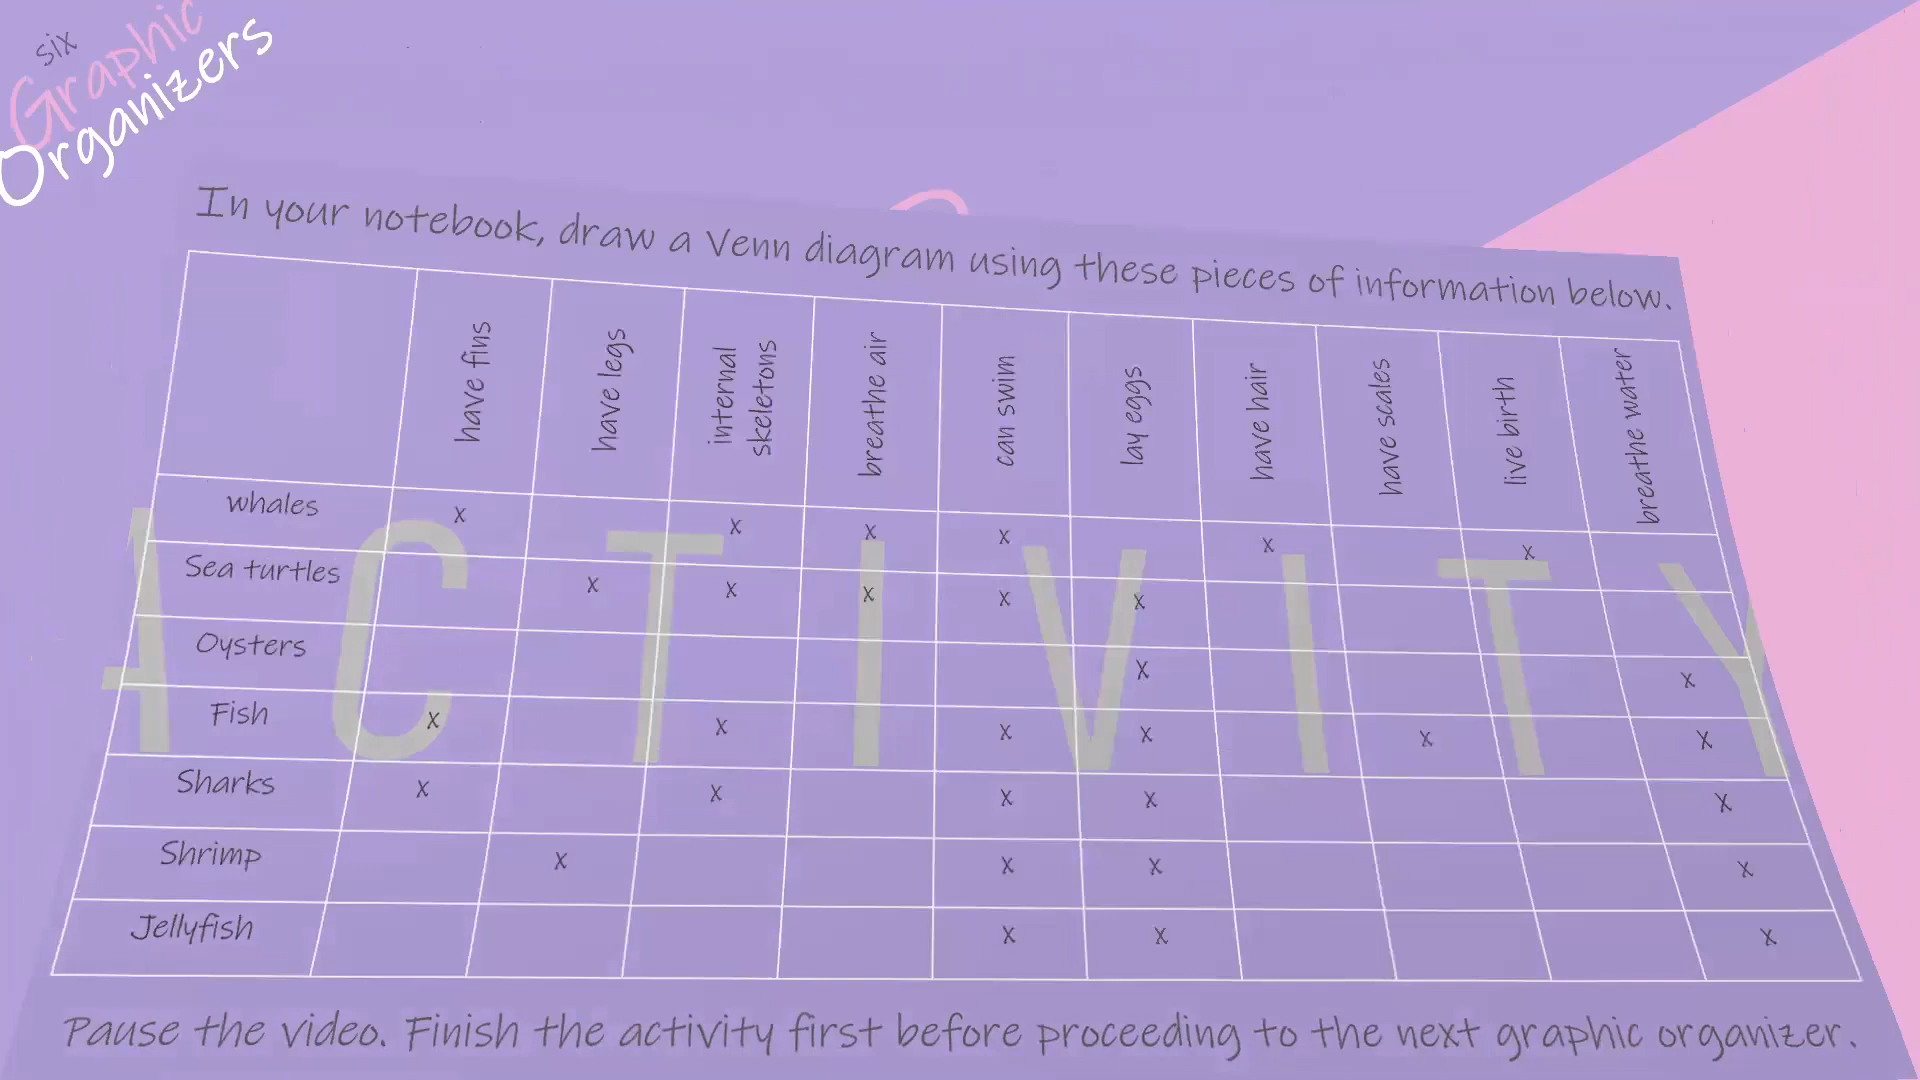 six
Graphic
Organizers
In your notebook, draw a Venn diagram using these pieces of information below.
have fins have legs internal skeletons breathe air can swim lay eggs have hair have scales live birth breathe water
whales x x x x x x
Sea turtles x x x x x
Oysters x x
Fish x x x x x x
Sharks x x x x x
Shrimp x x x x
Jellyfish x x x
ACTIVITY
Pause the video. Finish the activity first before proceeding to the next graphic organizer.